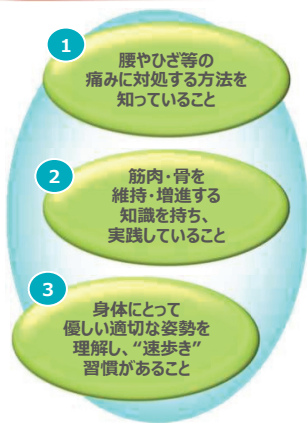 1
腰やひざ等の
痛みに対処する方法を
知っていること
2
筋肉・骨を
維持・増進する
知識を持ち、
実践していること
3
身体にとって
優しい適切な姿勢を
理解し、“速歩き”
習慣があること